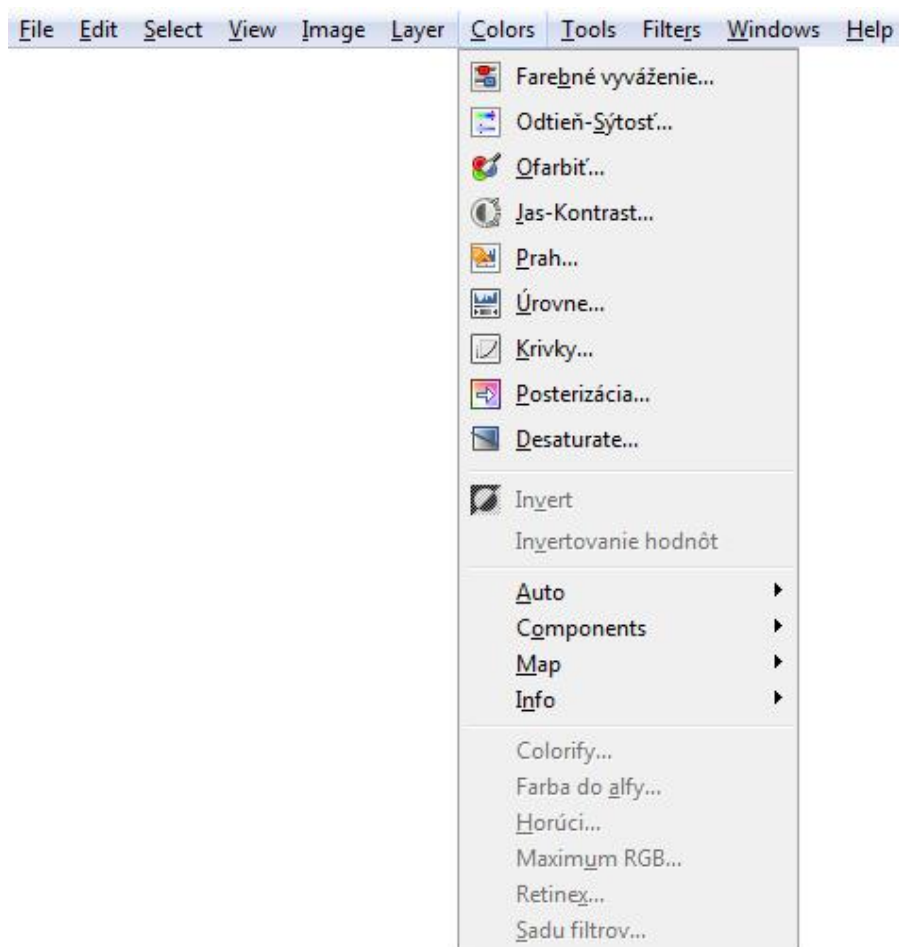 File Edit Select View Image Layer Colors Tools Filters Windows Help
Farebné vyváženie...
Odtieň-Sýtosť...
Ofarbiť...
Jas-Kontrast...
Prah...
Úrovne...
Krivky...
Posterizácia...
Desaturate...
Invert
Invertovanie hodnôt
Auto
Components
Map
Info
Colorify...
Farba do alfy...
Horúci...
Maximum RGB...
Retinex...
Sadu filtrov...